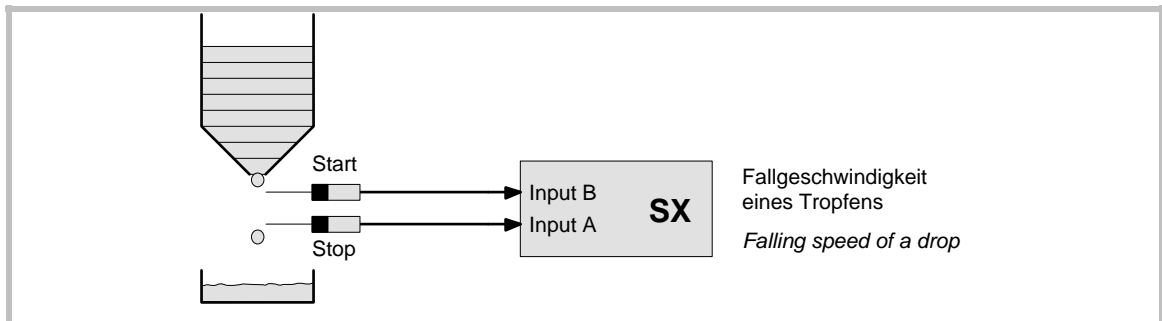 Start
Input B
Input A
SX
Stop
Fallgeschwindigkeit
eines Tropfens
Falling speed of a drop